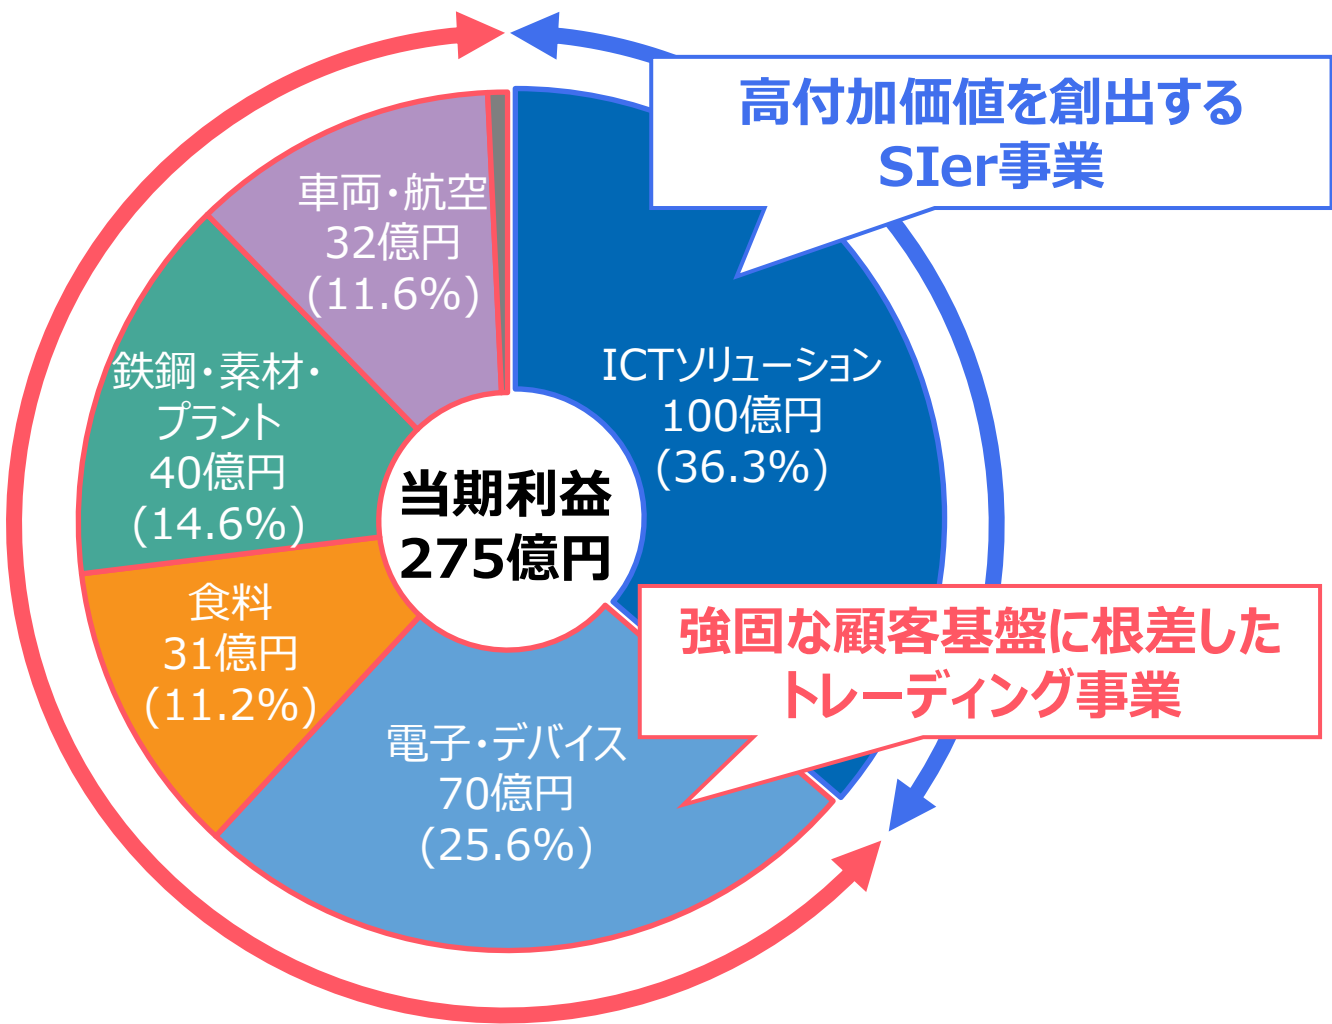 高付加価値を創出する
SIer事業
車両・航空
32億円
(11.6%)
ICTソリューション
100億円
(36.3%)
鉄鋼・素材・
プラント
40億円
(14.6%)
当期利益
275億円
食料
31億円
(11.2%)
強固な顧客基盤に根差した
トレーディング事業
電子・デバイス
70億円
(25.6%)